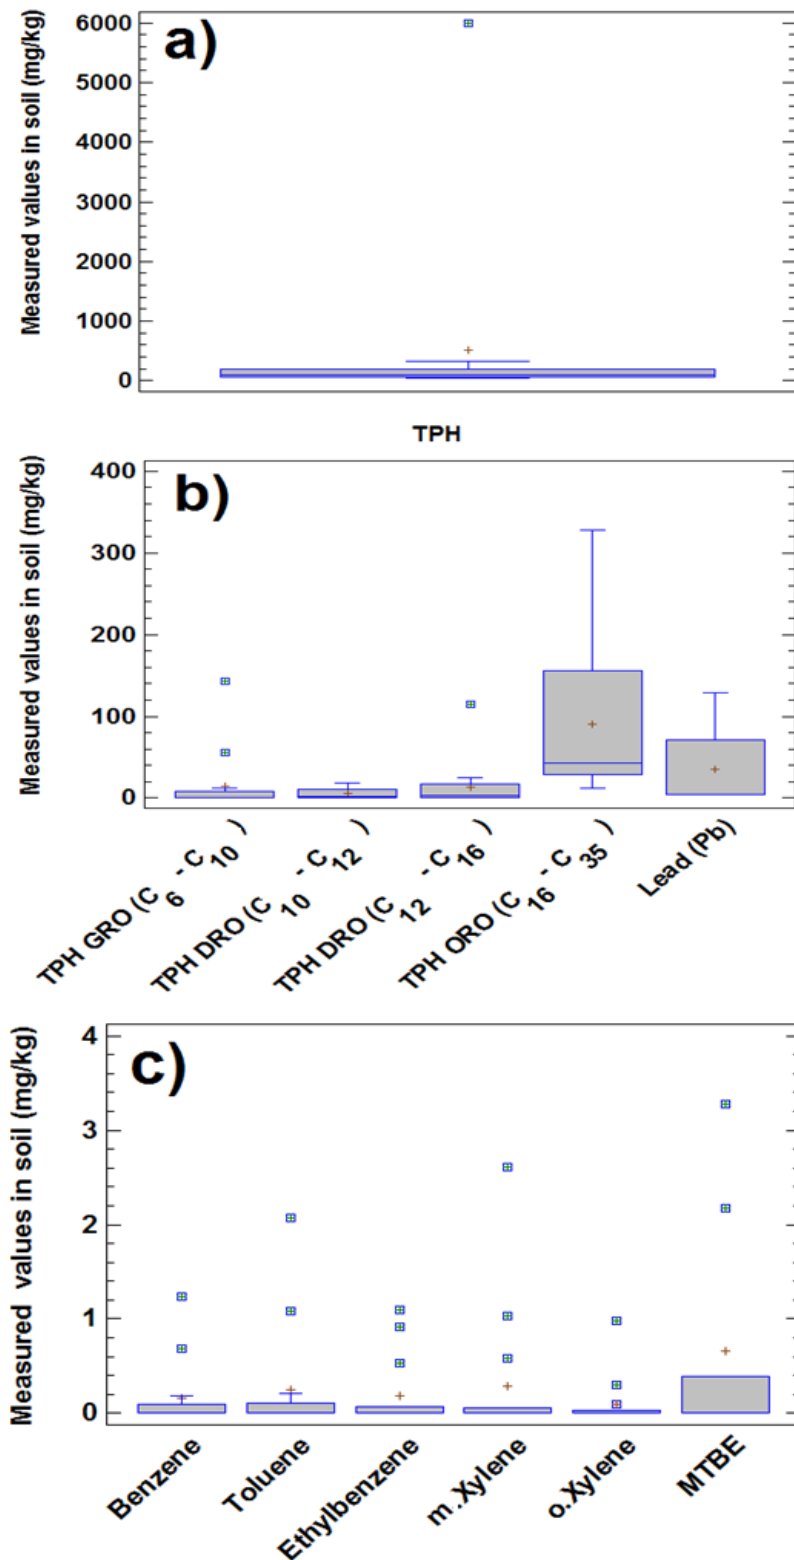 a)
Measured values in soil (mg/kg)
6000
5000
4000
3000
2000
1000
0
TPH
b)
Measured values in soil (mg/kg)
400
300
200
100
0
TPH GRO (C6 - C10)
TPH DRO (C10 - C12)
TPH DRO (C12 - C16)
TPH ORO (C16 - C35)
Lead (Pb)
c)
Measured values in soil (mg/kg)
4
3
2
1
0
Benzene
Toluene
Ethylbenzene
m.Xylene
o.Xylene
MTBE